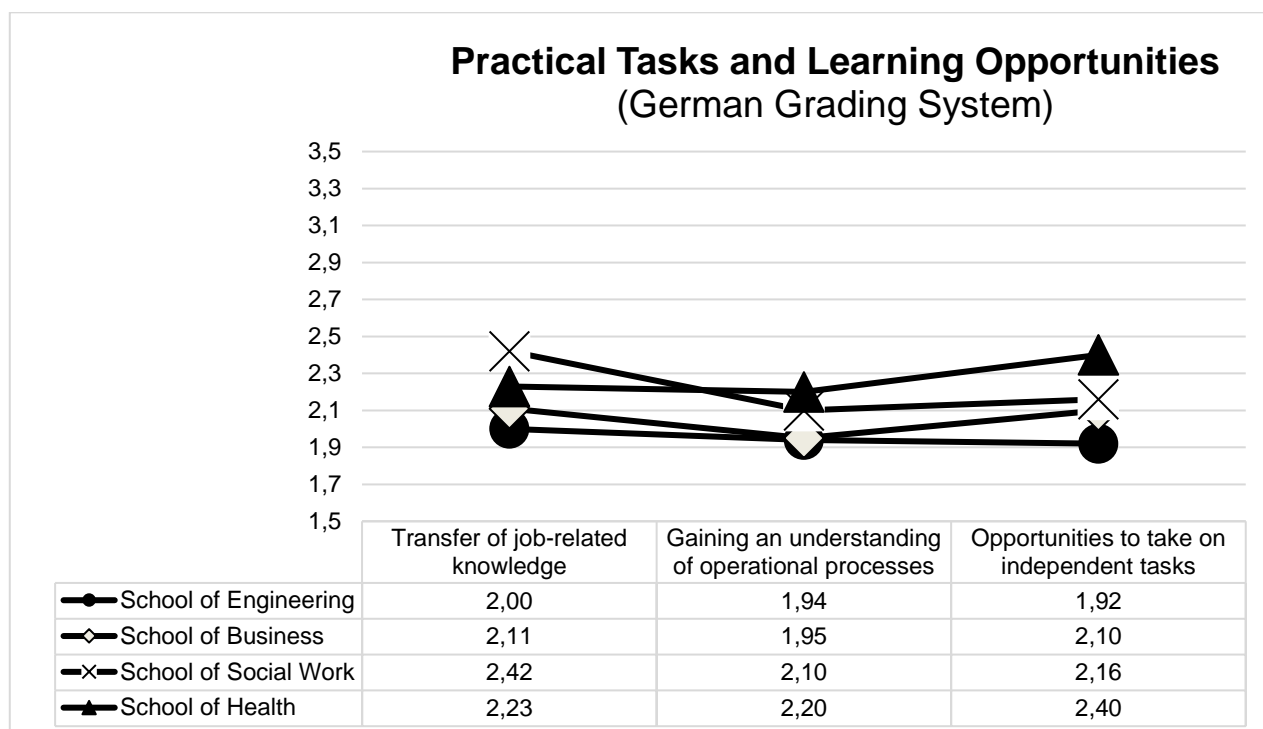 Practical Tasks and Learning Opportunities
(German Grading System)
3,5
3,3
3,1
2,9
2,7
2,5
2,3
2,1
1,9
1,7
1,5
Transfer of job-related
knowledge
Gaining an understanding
of operational processes
Opportunities to take on
independent tasks
School of Engineering 2,00 1,94 1,92
School of Business 2,11 1,95 2,10
School of Social Work 2,42 2,10 2,16
School of Health 2,23 2,20 2,40